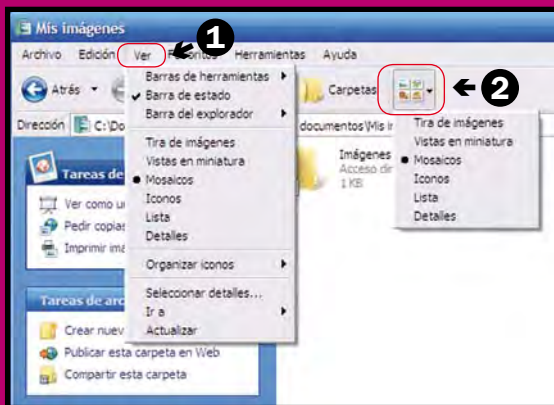 Mis imágenes
1
Archivo Edición Ver Favoritos Herramientas Ayuda
Atrás Carpetas 2
Dirección C:\Do documentos\Mis i
Barras de herramientas
Barra de estado
Barra del explorador
Tira de imágenes
Vistas en miniatura
Mosaicos
Iconos
Lista
Detalles
Organizar iconos
Seleccionar detalles...
Ir a
Actualizar
Tira de imágenes
Vistas en miniatura
Mosaicos
Iconos
Lista
Detalles
Imágenes
Acceso di
1 KB
Tareas de
Ver como u
Pedir copias
Imprimir ima
Tareas de arc
Crear nuev
Publicar esta carpeta en Web
Compartir esta carpeta